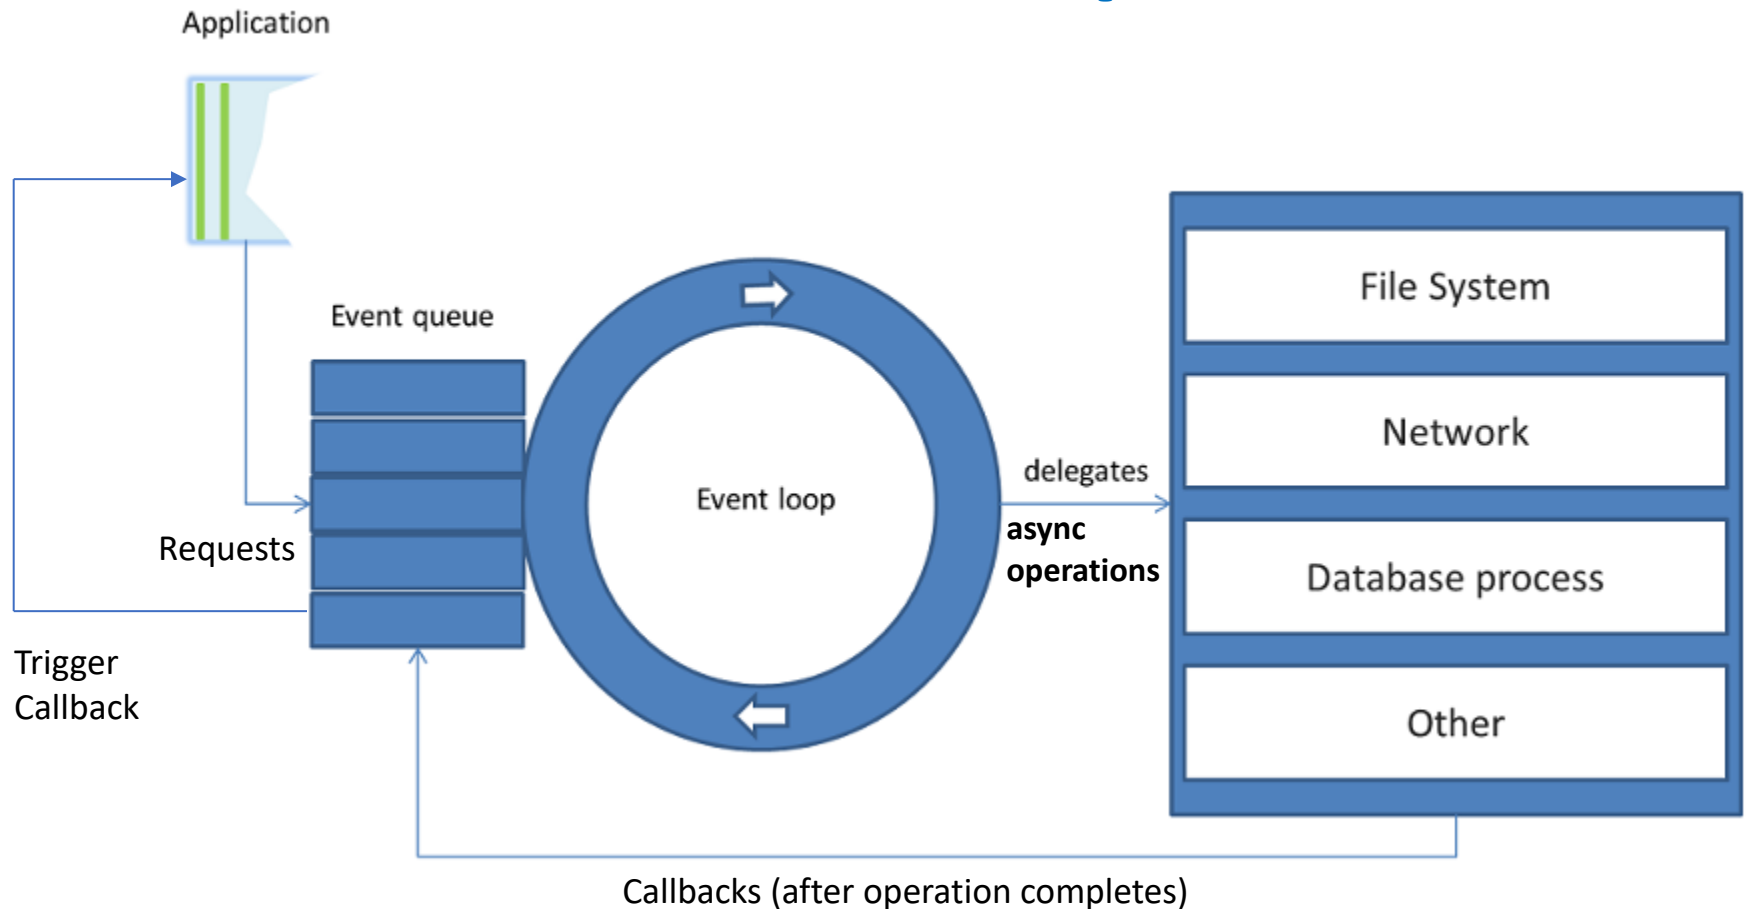 Application
Event queue
Requests
Trigger
Callback
Event loop
delegates
async
operations
File System
Network
Database process
Other
Callbacks (after operation completes)